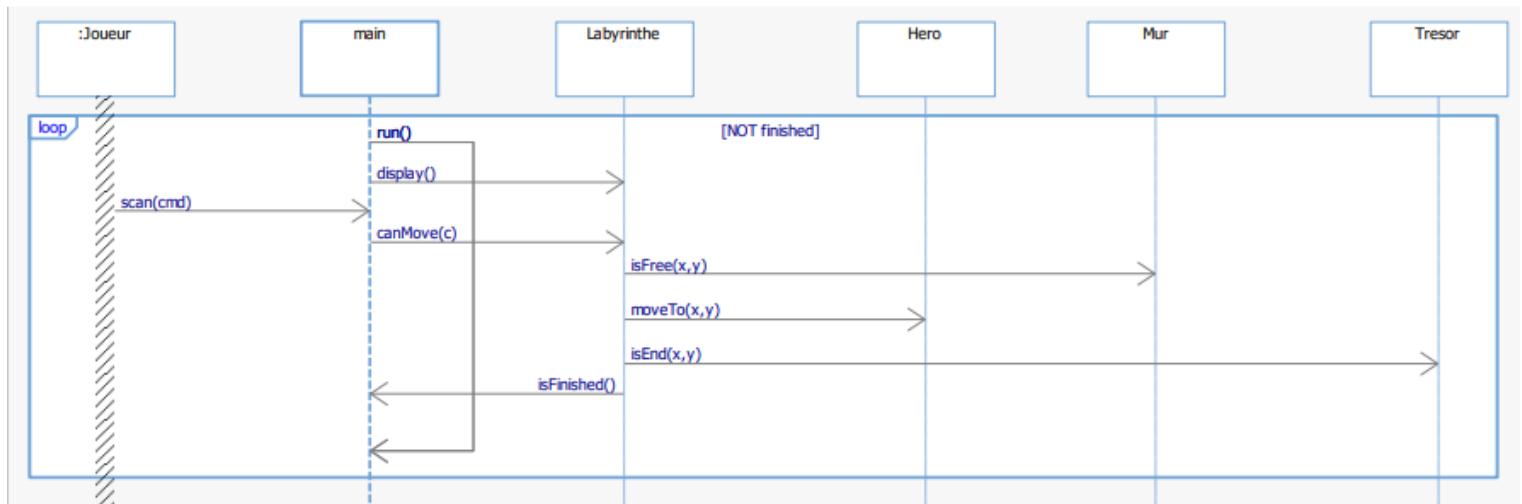 :Joueur
main
Labyrinthe
Hero
Mur
Tresor
loop
[NOT finished]
run()
display()
scan(cmd)
canMove(c)
isFree(x,y)
moveTo(x,y)
isEnd(x,y)
isFinished()